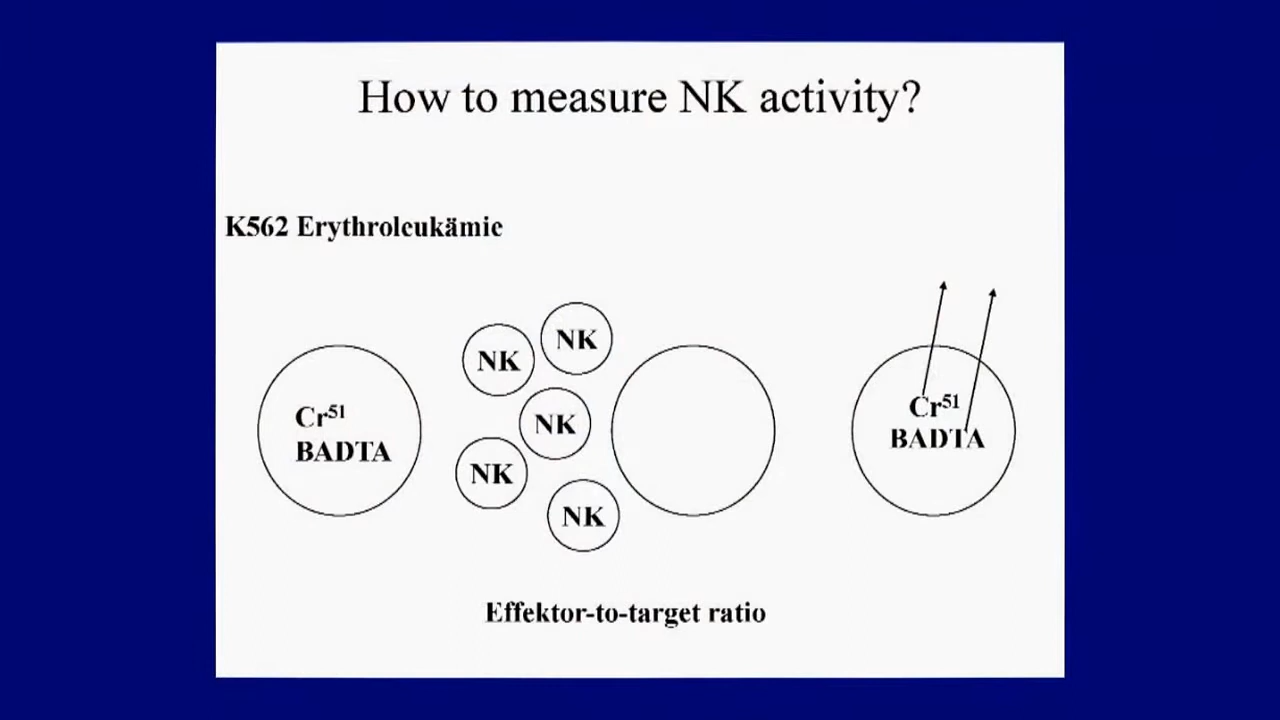 How to measure NK activity?
K562 Erythroleukämie
NK
NK
Cr⁵¹
BADTA
NK
NK
NK
Cr⁵¹
BADTA
Effektor-to-target ratio